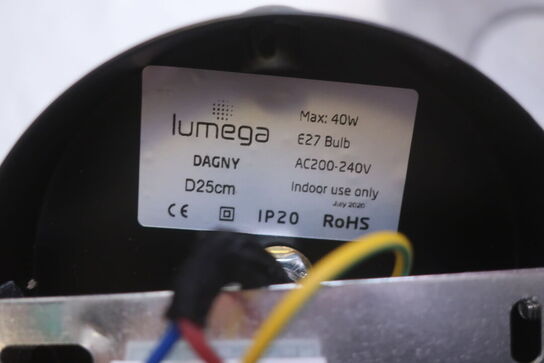 lumega
DAGNY
D25cm
Max: 40W
E27 Bulb
AC200-240V
Indoor use only
July 2020
CE IP20 RoHS